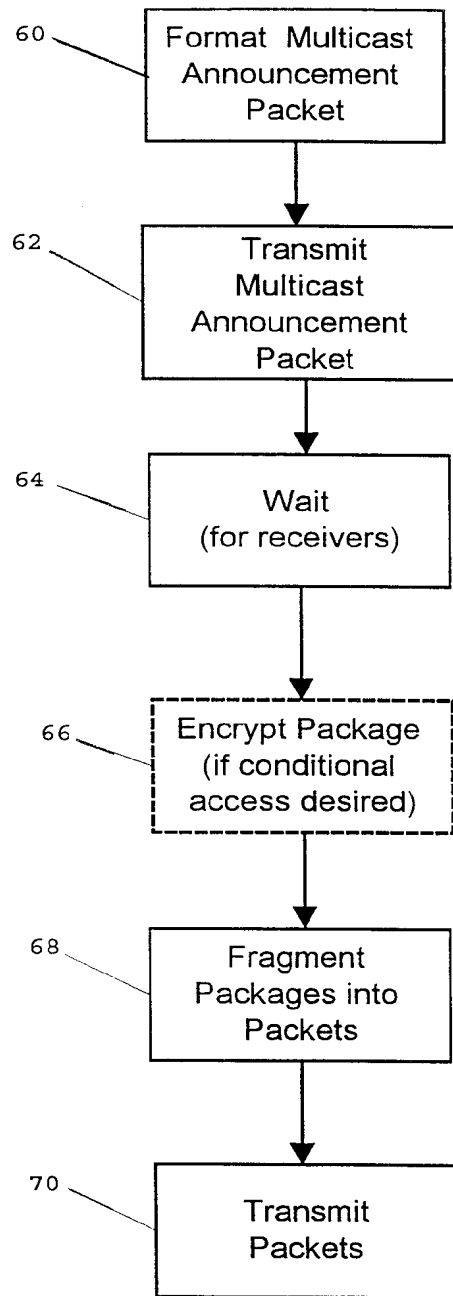 60
Format Multicast
Announcement
Packet
62
Transmit
Multicast
Announcement
Packet
64
Wait
(for receivers)
66
Encrypt Package
(if conditional
access desired)
68
Fragment
Packages into
Packets
70
Transmit
Packets